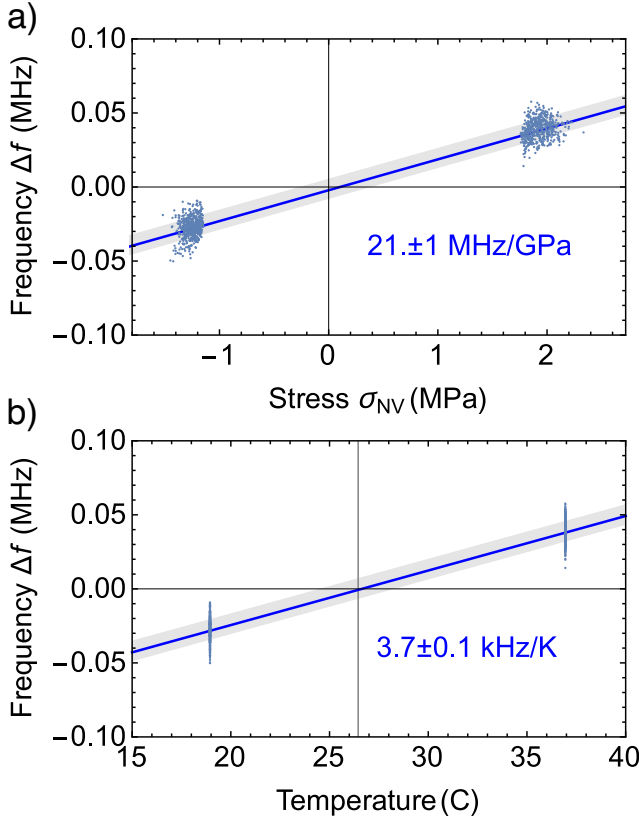 a)
0.10
0.05
0.00
−0.05
−0.10
Frequency Δf (MHz)
21.±1 MHz/GPa
−1 0 1 2
Stress σNV (MPa)
b)
0.10
0.05
0.00
−0.05
−0.10
Frequency Δf (MHz)
3.7±0.1 kHz/K
15 20 25 30 35 40
Temperature (C)